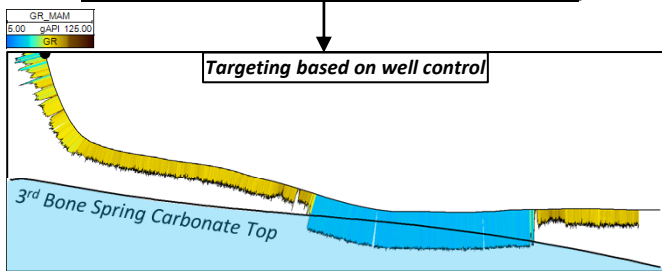 GR_MAM
5.00 gAPI 125.00
GR
Targeting based on well control
3rd Bone Spring Carbonate Top